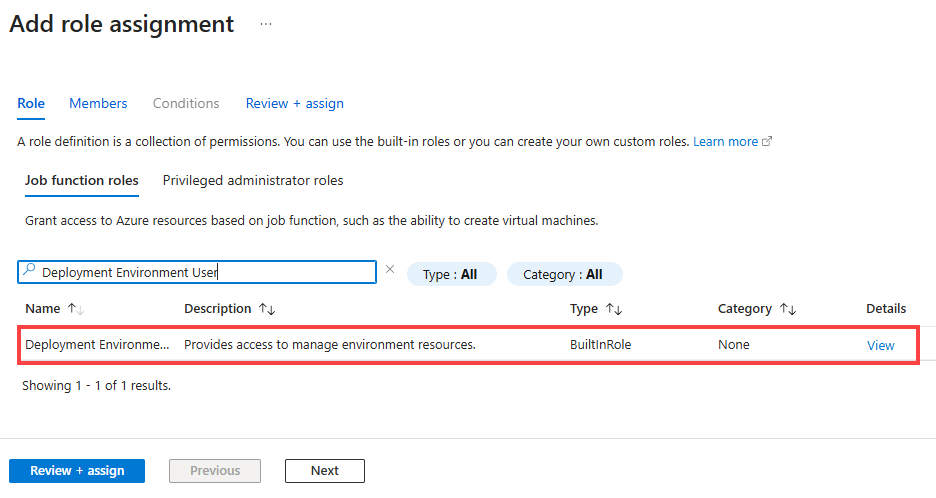 Add role assignment ...
Role Members Conditions Review + assign
A role definition is a collection of permissions. You can use the built-in roles or you can create your own custom roles. Learn more
Job function roles Privileged administrator roles
Grant access to Azure resources based on job function, such as the ability to create virtual machines.
Deployment Environment User Type : All Category : All
Name Description Type Category Details
Deployment Environme... Provides access to manage environment resources. BuiltInRole None View
Showing 1 - 1 of 1 results.
Review + assign Previous Next